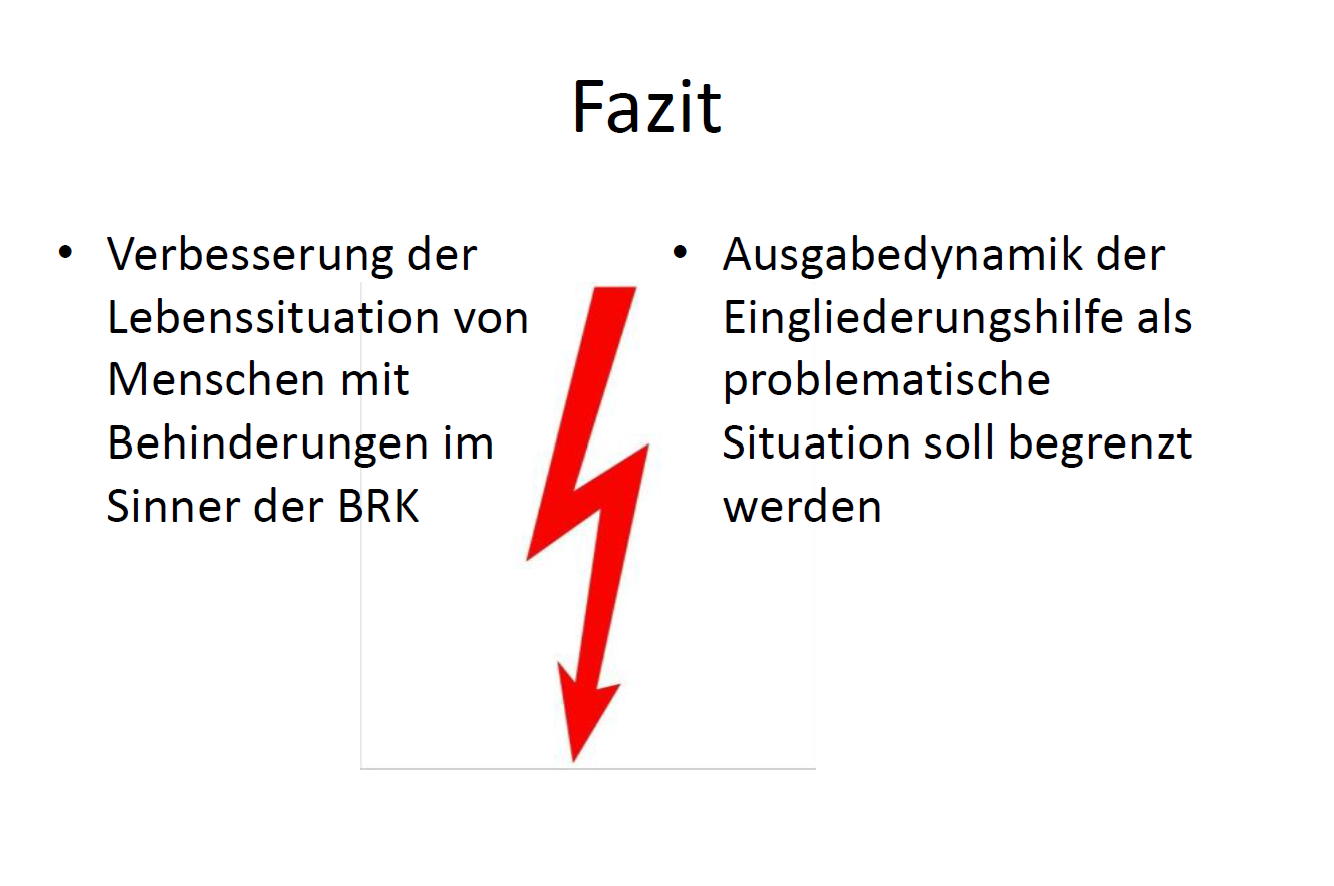 Fazit
• Verbesserung der
Lebenssituation von
Menschen mit
Behinderungen im
Sinner der BRK
• Ausgabedynamik der
Eingliederungshilfe als
problematische
Situation soll begrenzt
werden